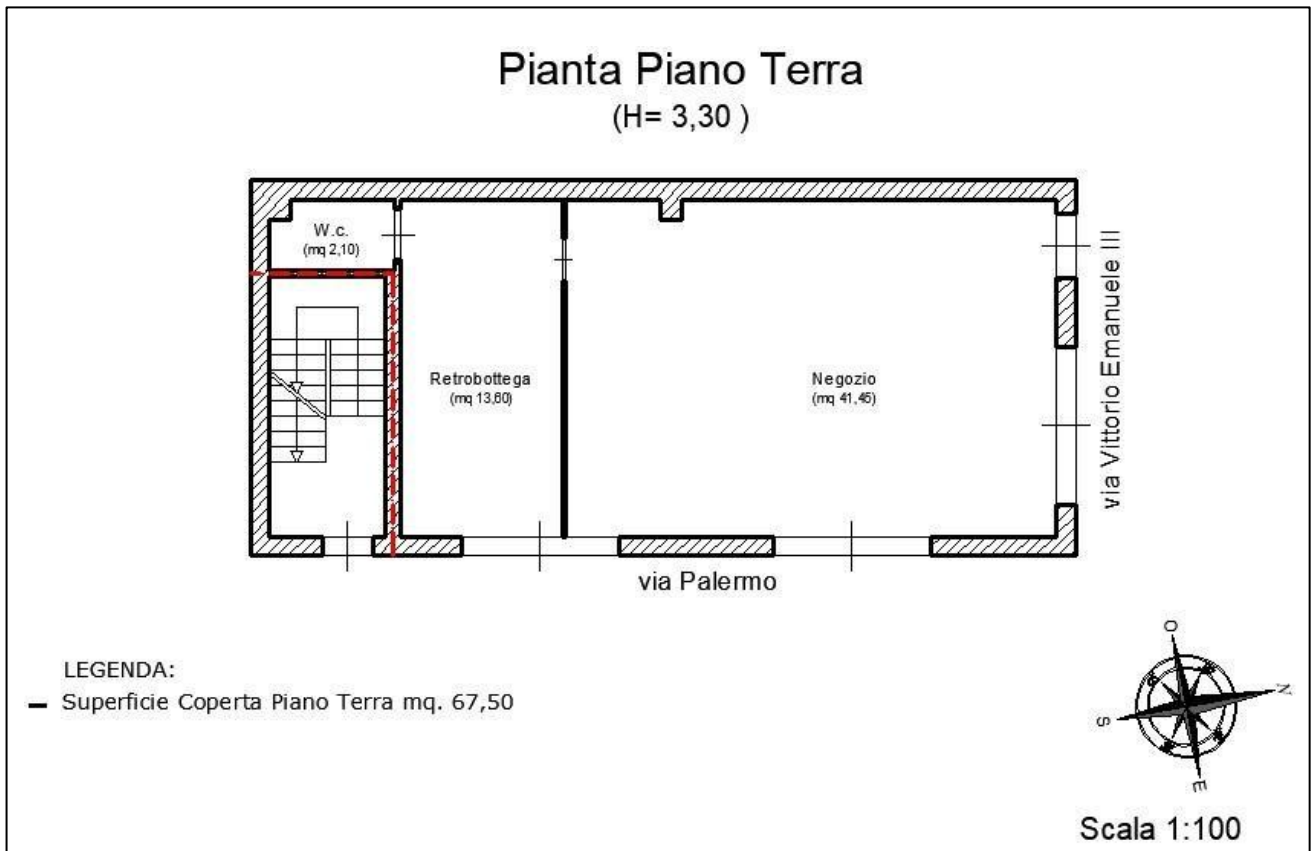 Pianta Piano Terra
(H= 3,30 )
W.c.
(mq 2,10)
Retrobottega
(mq 13,60)
Negozio
(mq 41,45)
via Vittorio Emanuele III
via Palermo
LEGENDA:
Superficie Coperta Piano Terra mq. 67,50
O
N
S
E
Scala 1:100